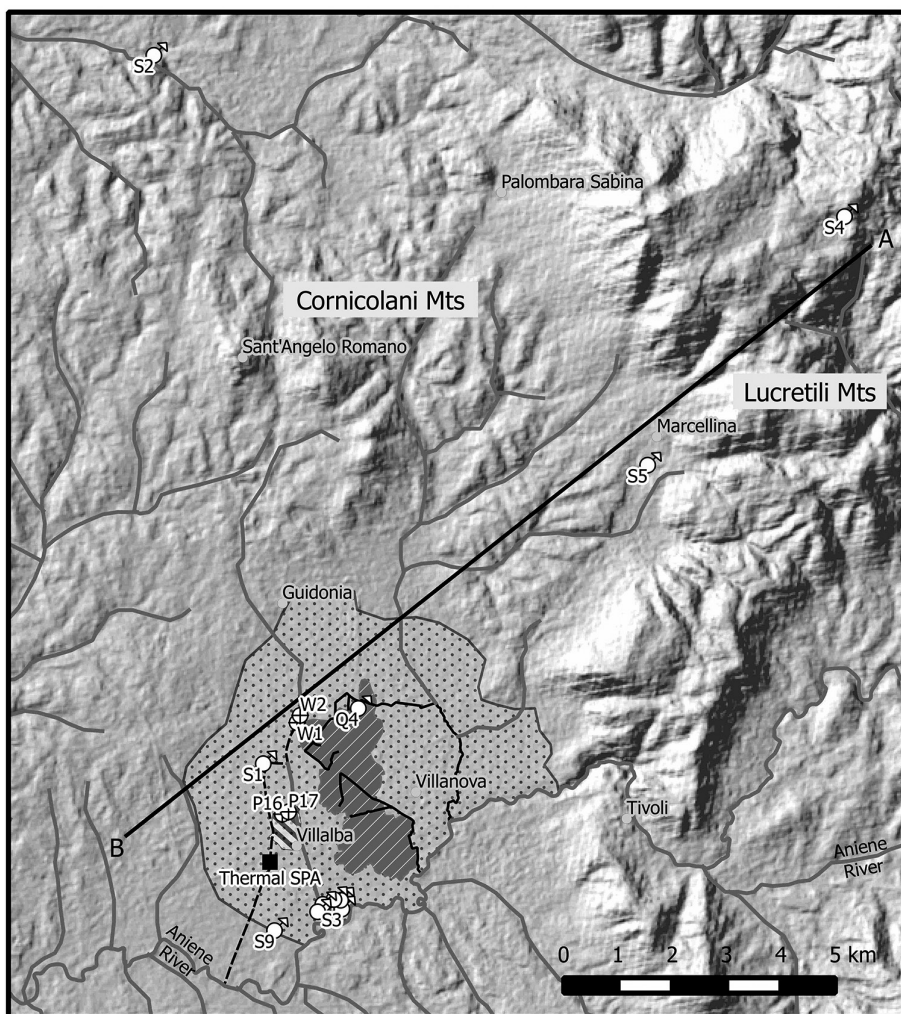 S2
Palombara Sabina
S4
A
Cornicolani Mts
Sant'Angelo Romano
Lucretili Mts
Marcellina
S5
Guidonia
W2
Q4
W1
S1
Villanova
P16
P17
Tivoli
Villalba
B
Aniene
River
Thermal SPA
S3
S9
Aniene
River
0 1 2 3 4 5 km